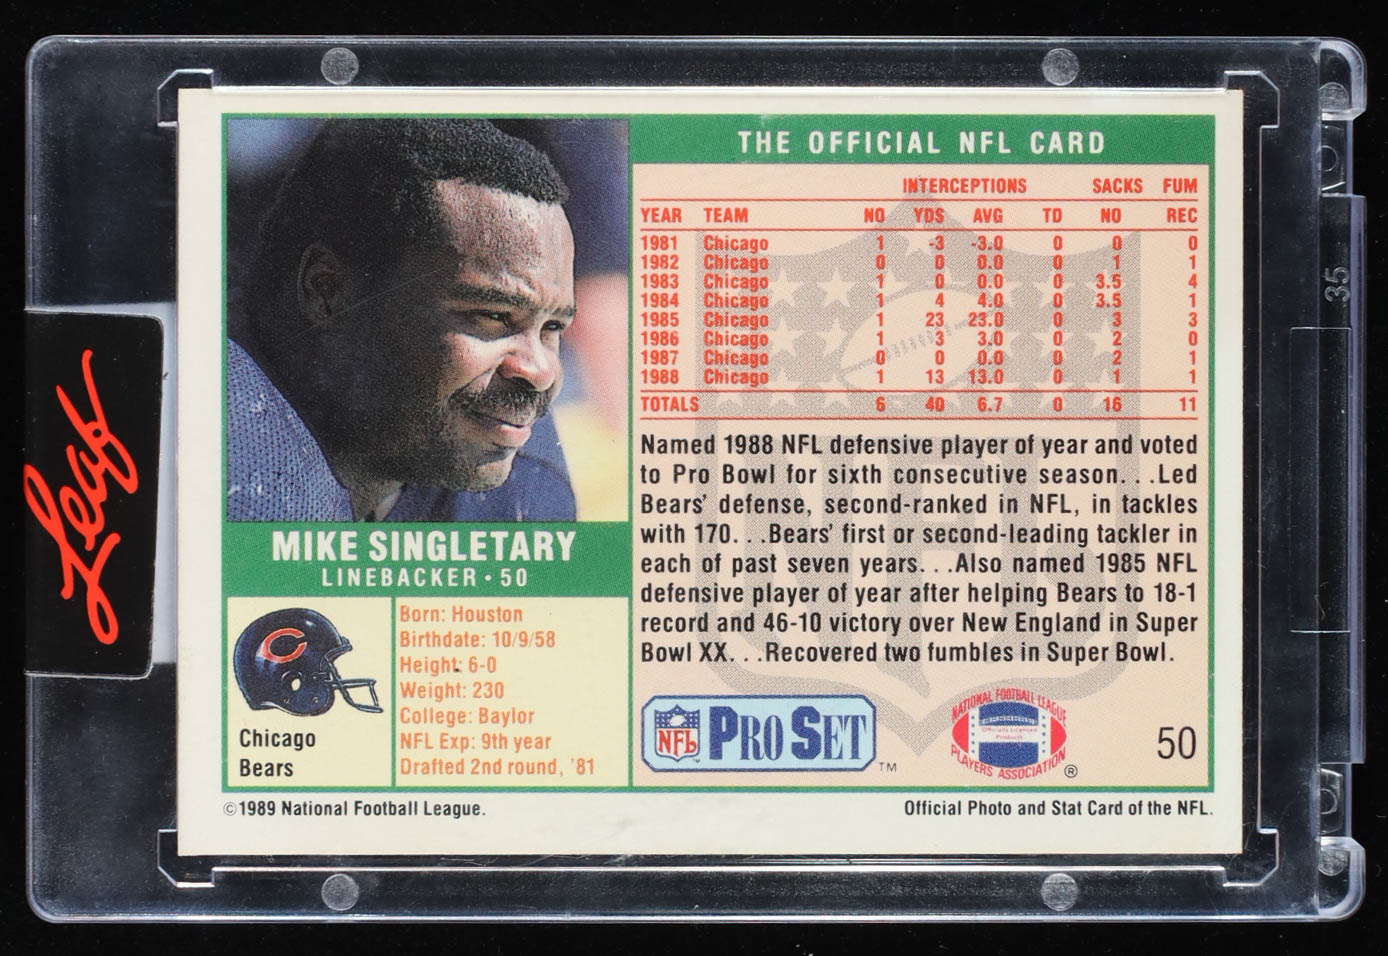 THE OFFICIAL NFL CARD
INTERCEPTIONS SACKS FUM
YEAR TEAM NO YDS AVG TD NO REC
1981 Chicago 1 -3 -3.0 0 0 0
1982 Chicago 0 0 0.0 0 1 1
1983 Chicago 1 0 0.0 0 3.5 4
1984 Chicago 1 4 4.0 0 3.5 1
1985 Chicago 1 23 23.0 0 3 3
1986 Chicago 1 3 3.0 0 2 0
1987 Chicago 0 0 0.0 0 2 1
1988 Chicago 1 13 13.0 0 1 1
TOTALS 6 40 6.7 0 16 11
Named 1988 NFL defensive player of year and voted
to Pro Bowl for sixth consecutive season. . .Led
Bears' defense, second-ranked in NFL, in tackles
with 170. . .Bears' first or second-leading tackler in
each of past seven years. . .Also named 1985 NFL
defensive player of year after helping Bears to 18-1
record and 46-10 victory over New England in Super
Bowl XX. . .Recovered two fumbles in Super Bowl.
MIKE SINGLETARY
LINEBACKER • 50
Born: Houston
Birthdate: 10/9/58
Height: 6-0
Weight: 230
College: Baylor
NFL Exp: 9th year
Drafted 2nd round, '81
Chicago
Bears
NFL PRO SET TM
NATIONAL FOOTBALL LEAGUE
Officially Licensed
Product
PLAYERS ASSOCIATION ®
50
©1989 National Football League.
Official Photo and Stat Card of the NFL.
Leaf
35